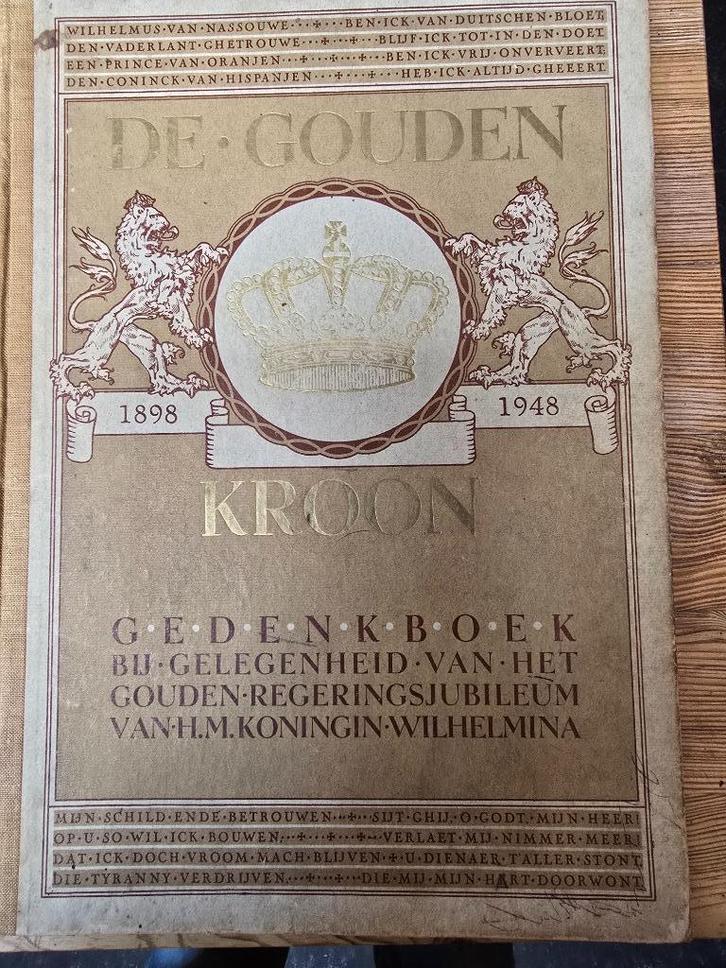 WILHELMUS·VAN·NASSOUWE···✠···BEN·ICK·VAN·DUITSCHEN·BLOET,
DEN·VADERLANT·GHETROUWE···✠···BLIJF·ICK·TOT·IN·DEN·DOET.
EEN·PRINCE·VAN·ORANJEN···✠···✠···BEN·ICK·VRIJ·ONVERVEERT,
DEN·CONINCK·VAN·HISPANJEN···✠···HEB·ICK·ALTIJD·GHEEERT.
DE·GOUDEN
1898 1948
KROON
G·E·D·E·N·K·B·O·E·K
BIJ·GELEGENHEID·VAN·HET
GOUDEN·REGERINGSJUBILEUM
VAN·H.M.KONINGIN·WILHELMINA
MIJN·SCHILD·ENDE·BETROUWEN···✠···SIJT·GHIJ,·O·GODT,·MIJN·HEER!
OP·U·SO·WIL·ICK·BOUWEN,···✠···✠···VERLAET·MIJ·NIMMER·MEER!
DAT·ICK·DOCH·VROOM·MACH·BLIJVEN·✠·U·DIENAER·T'ALLER·STONT,
DIE·TYRANNY·VERDRIJVEN,···✠···✠···DIE·MIJ·MIJN·HART·DOORWONT.